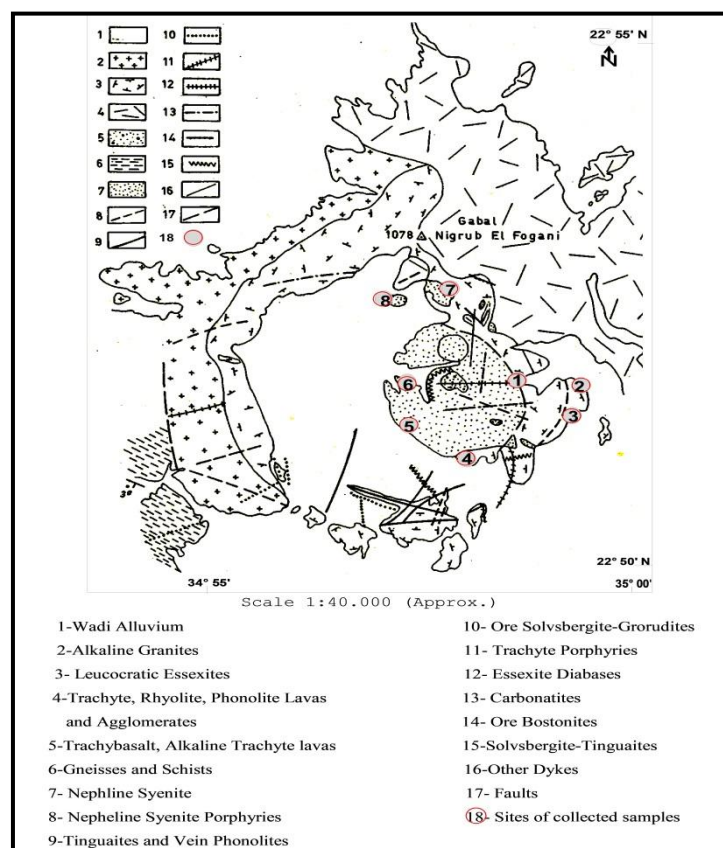 1 10
2 11
3 12
4 13
5 14
6 15
7 16
8 17
9 18
22° 55' N
N
Gabal
1078 Nigrub El Fogani
7
8
1
6
2
3
5
4
3⁰
22° 50' N
34° 55'
35° 00'
Scale 1:40.000 (Approx.)
1-Wadi Alluvium
2-Alkaline Granites
3- Leucocratic Essexites
4-Trachyte, Rhyolite, Phonolite Lavas
and Agglomerates
5-Trachybasalt, Alkaline Trachyte lavas
6-Gneisses and Schists
7- Nephline Syenite
8- Nepheline Syenite Porphyries
9-Tinguaites and Vein Phonolites
10- Ore Solvsbergite-Grorudites
11- Trachyte Porphyries
12- Essexite Diabases
13- Carbonatites
14- Ore Bostonites
15-Solvsbergite-Tinguaites
16-Other Dykes
17- Faults
18- Sites of collected samples